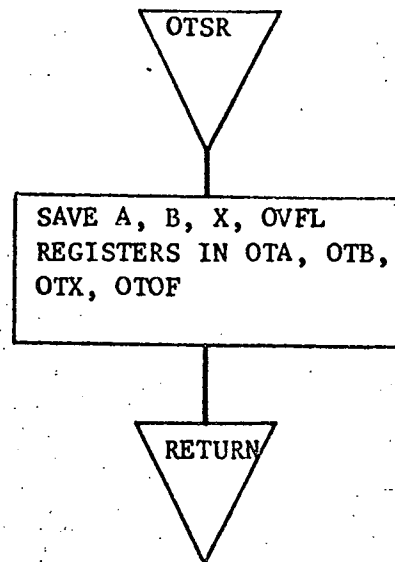 OTSR
SAVE A, B, X, OVFL
REGISTERS IN OTA, OTB,
OTX, OTOF
RETURN